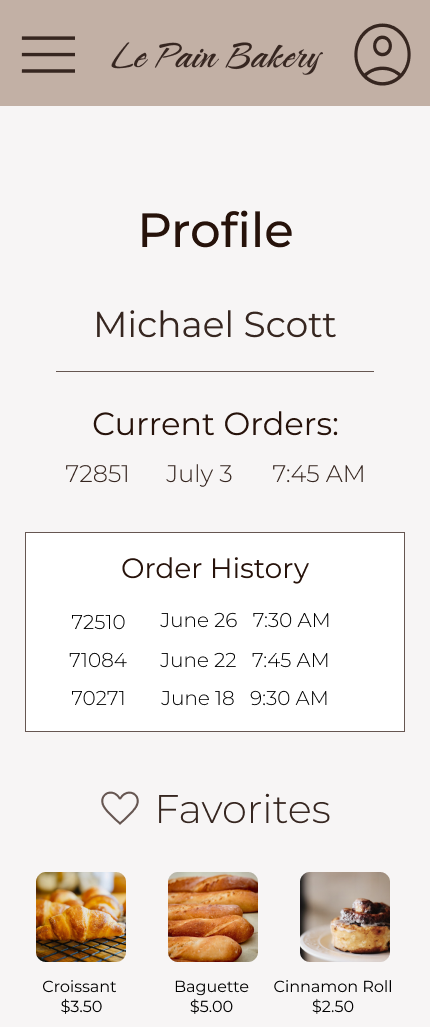 Le Pain Bakery
Profile
Michael Scott
Current Orders:
72851 July 3 7:45 AM
Order History
72510 June 26 7:30 AM
71084 June 22 7:45 AM
70271 June 18 9:30 AM
Favorites
Croissant Baguette Cinnamon Roll
$3.50 $5.00 $2.50